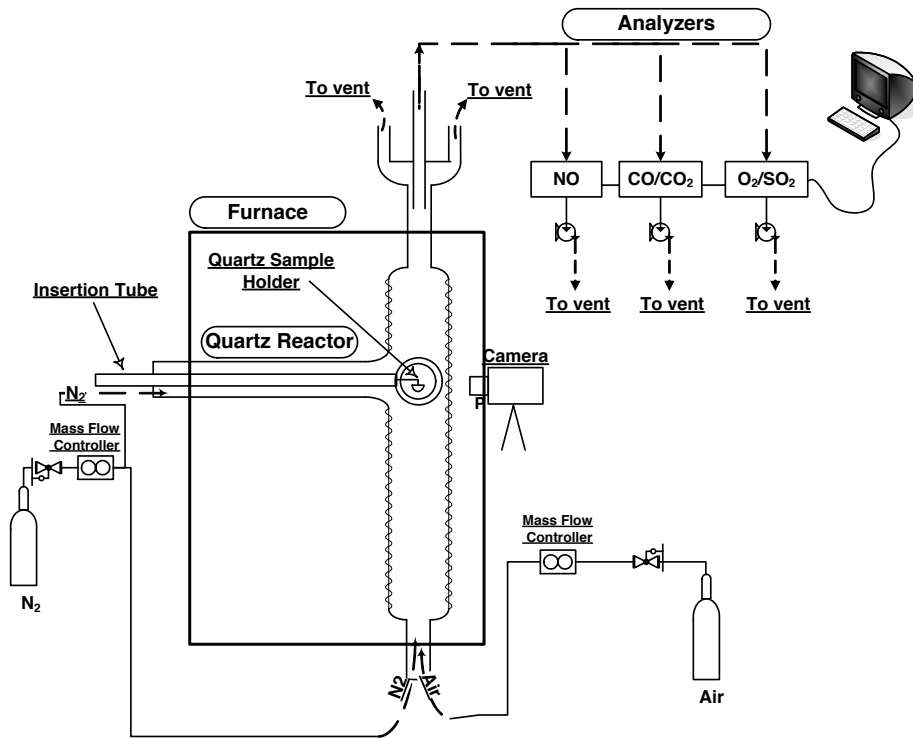 Analyzers
To vent
To vent
NO
CO/CO₂
O₂/SO₂
Furnace
Quartz Sample
Holder
To vent
To vent
To vent
Insertion Tube
Quartz Reactor
Camera
P
N₂
Mass Flow
Controller
Mass Flow
Controller
N₂
N2
Air
Air